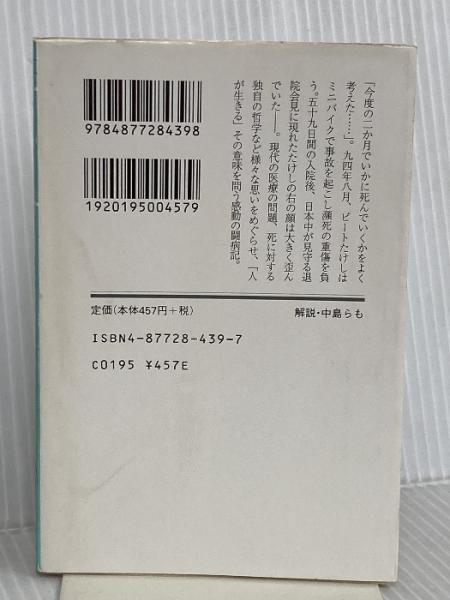 9784877284398
1920195004579
「今度の二か月でいかに死んでいくかをよく
考えた……」。九四年八月、ビートたけしは
ミニバイクで事故を起こし瀕死の重傷を負
う。五十九日間の入院後、日本中が見守る退
院会見に現れたたけしの右の顔は大きく歪ん
でいた――。現代の医療の問題、死に対する
独自の哲学など様々な思いをめぐらせ、「人
が生きる」その意味を問う感動の闘病記。
定価(本体457円+税)
解説・中島らも
ISBN4-87728-439-7
C0195 ¥457E